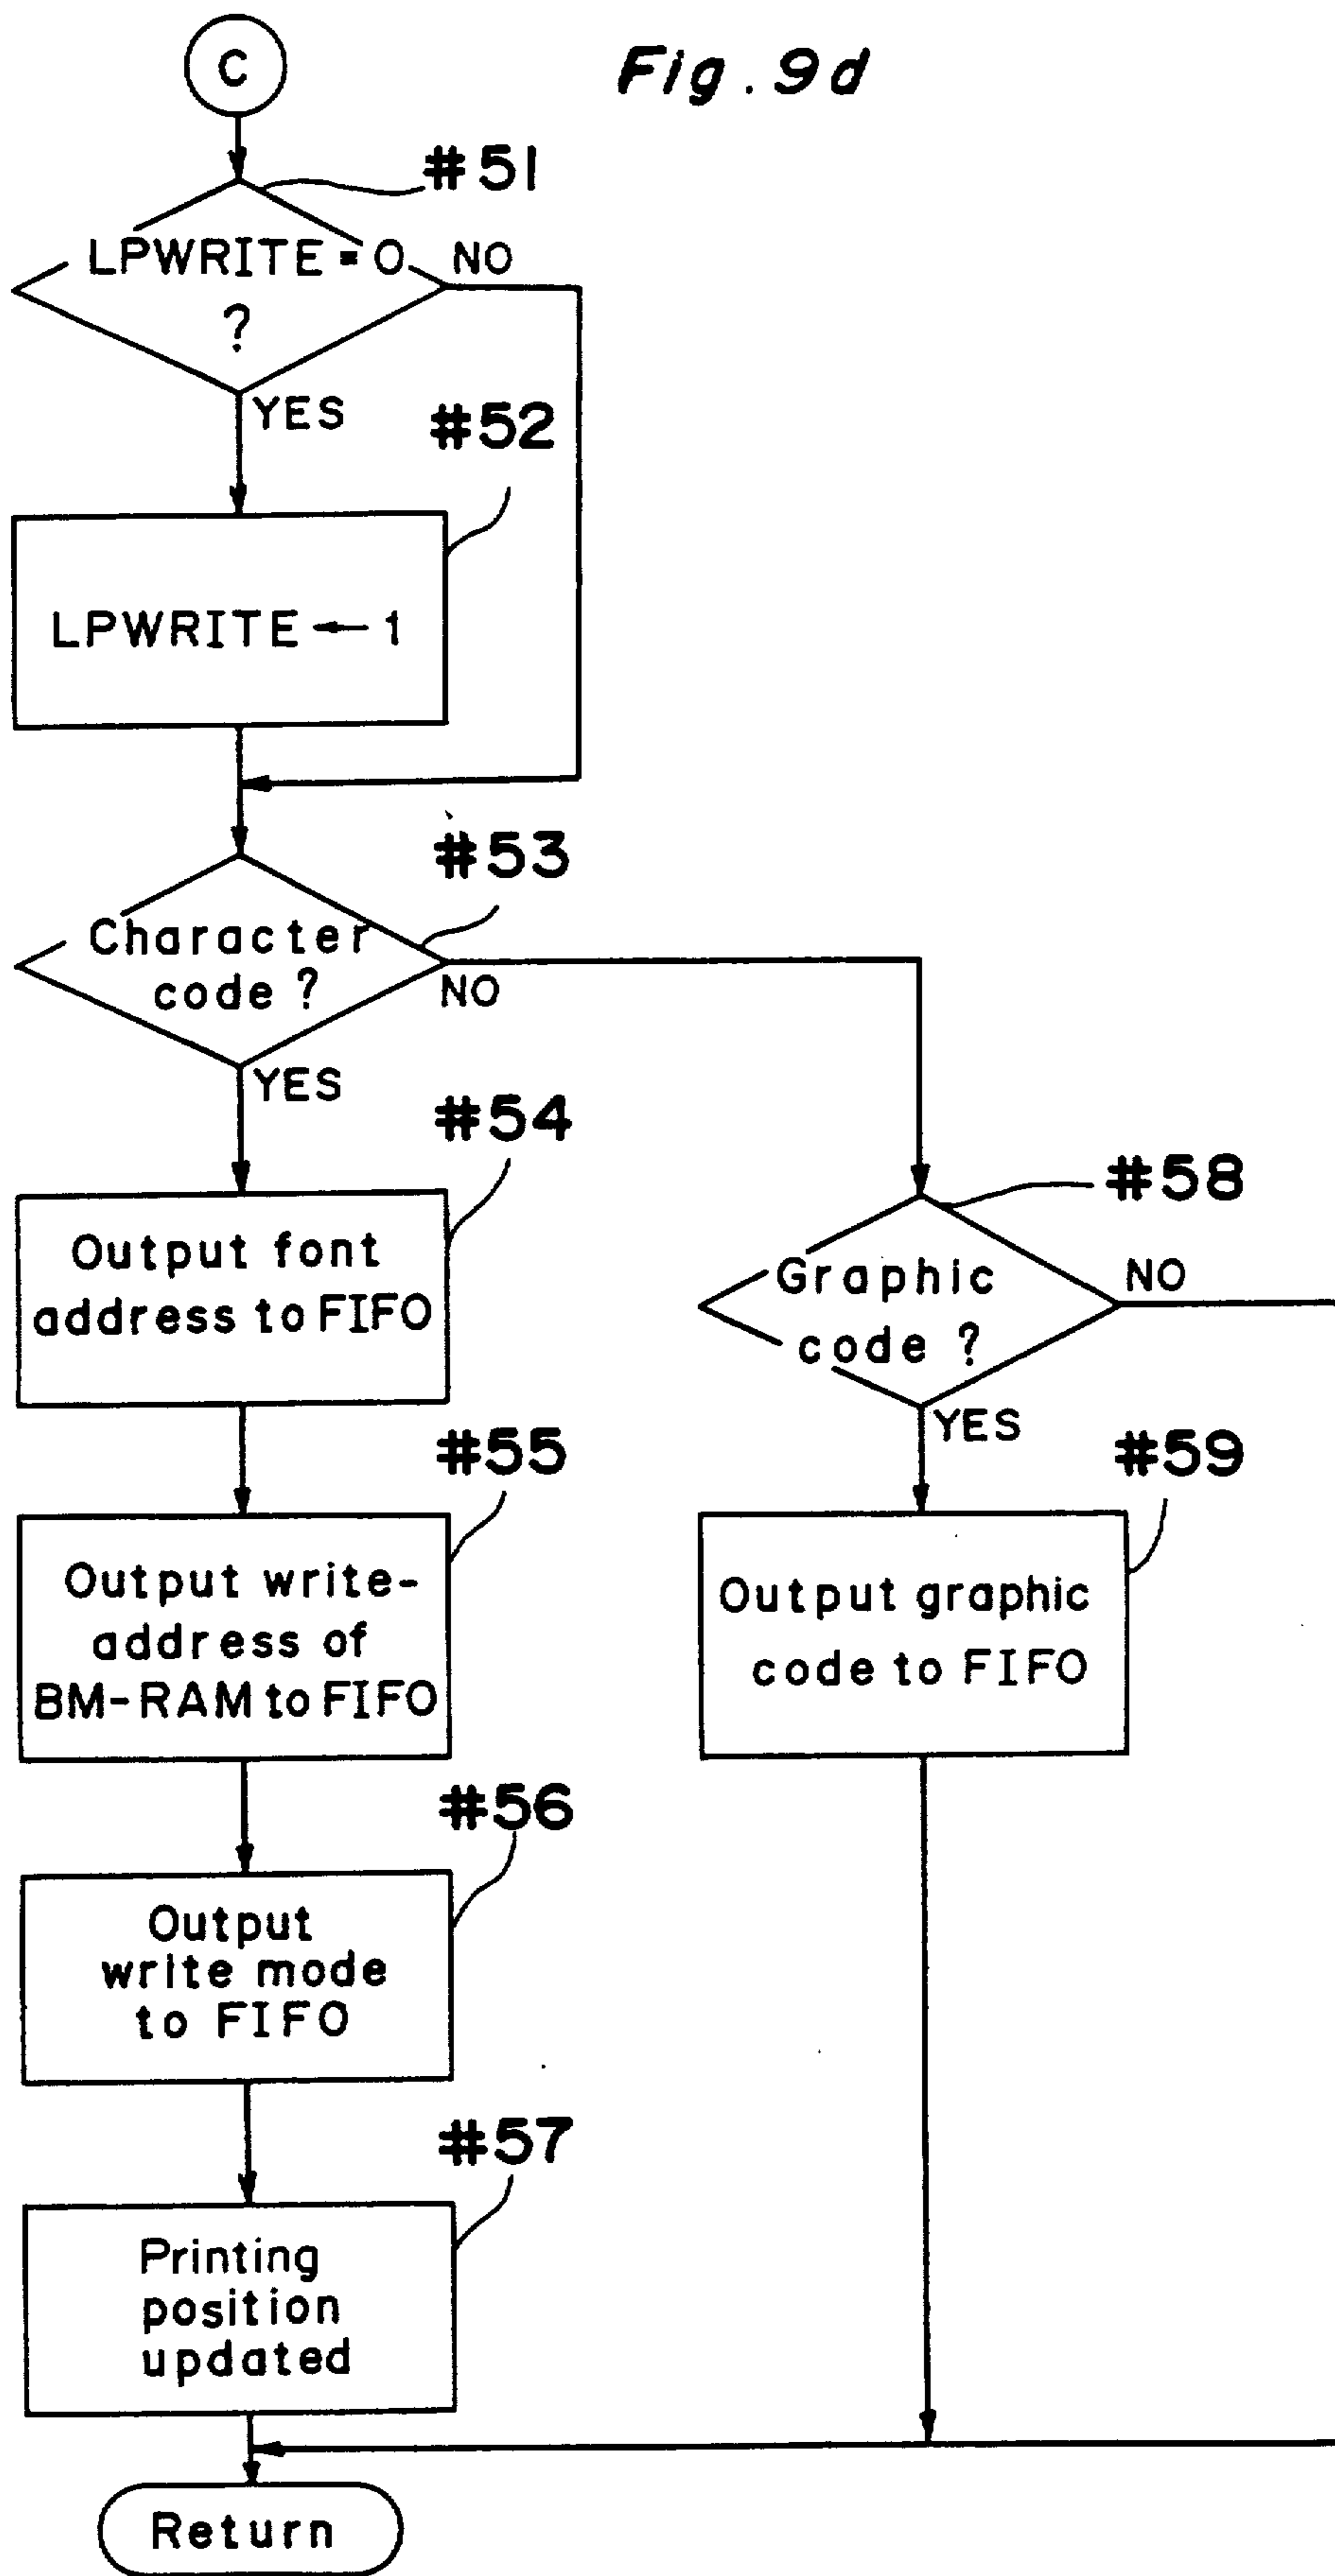 C
Fig. 9d
#51
LPWRITE = 0
?
NO
YES
#52
LPWRITE ← 1
#53
Character
code ?
NO
YES
#54
Output font
address to FIFO
#55
Output write-
address of
BM-RAM to FIFO
#56
Output
write mode
to FIFO
#57
Printing
position
updated
#58
Graphic
code ?
NO
YES
#59
Output graphic
code to FIFO
Return